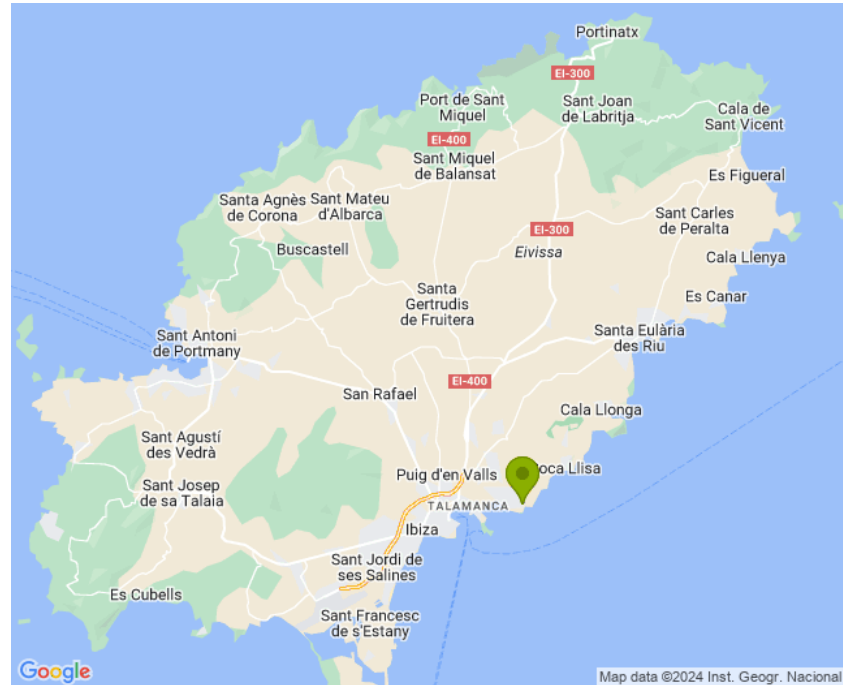 Portinatx
EI-300
Port de Sant
Miquel
Sant Joan
de Labritja
Cala de
Sant Vicent
EI-400
Sant Miquel
de Balansat
Es Figueral
Santa Agnès
de Corona
Sant Mateu
d'Albarca
Sant Carles
de Peralta
EI-300
Buscastell
Eivissa
Cala Llenya
Santa
Gertrudis
de Fruitera
Es Canar
Sant Antoni
de Portmany
Santa Eulària
des Riu
EI-400
San Rafael
Cala Llonga
Sant Agustí
des Vedrà
Puig d'en Valls
oca Llisa
Sant Josep
de sa Talaia
TALAMANCA
Ibiza
Sant Jordi de
ses Salines
Es Cubells
Sant Francesc
de s'Estany
Google
Map data ©2024 Inst. Geogr. Nacional